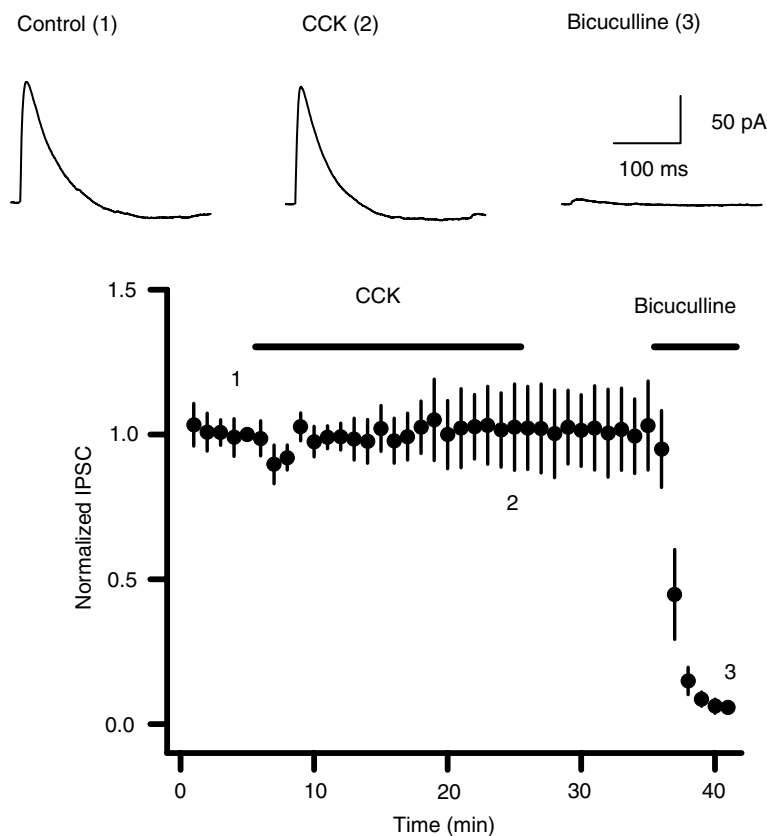 Control (1)
CCK (2)
Bicuculline (3)
50 pA
100 ms
1.5
CCK
Bicuculline
1
1.0
2
Normalized IPSC
0.5
3
0.0
0 10 20 30 40
Time (min)